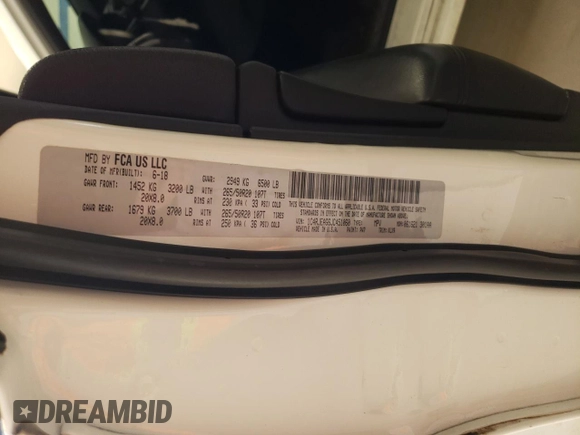 MFD BY FCA US LLC
DATE OF MFR(BUILT): 6-18 GVWR: 2949 KG 6500 LB
GAWR FRONT: 1452 KG 3200 LB WITH 265/50R20 107T TIRES
20X8.0 RIMS AT 230 KPA ( 33 PSI) COLD
GAWR REAR: 1679 KG 3700 LB WITH 265/50R20 107T TIRES
20X8.0 RIMS AT 250 KPA ( 36 PSI) COLD
THIS VEHICLE CONFORMS TO ALL APPLICABLE U.S.A. FEDERAL MOTOR VEHICLE SAFETY
STANDARDS IN EFFECT ON THE DATE OF MANUFACTURE SHOWN ABOVE.
VIN: TYPE: MPV
VEHICLE MADE IN U.S.A. PAINT: TRIM:
DREAMBID